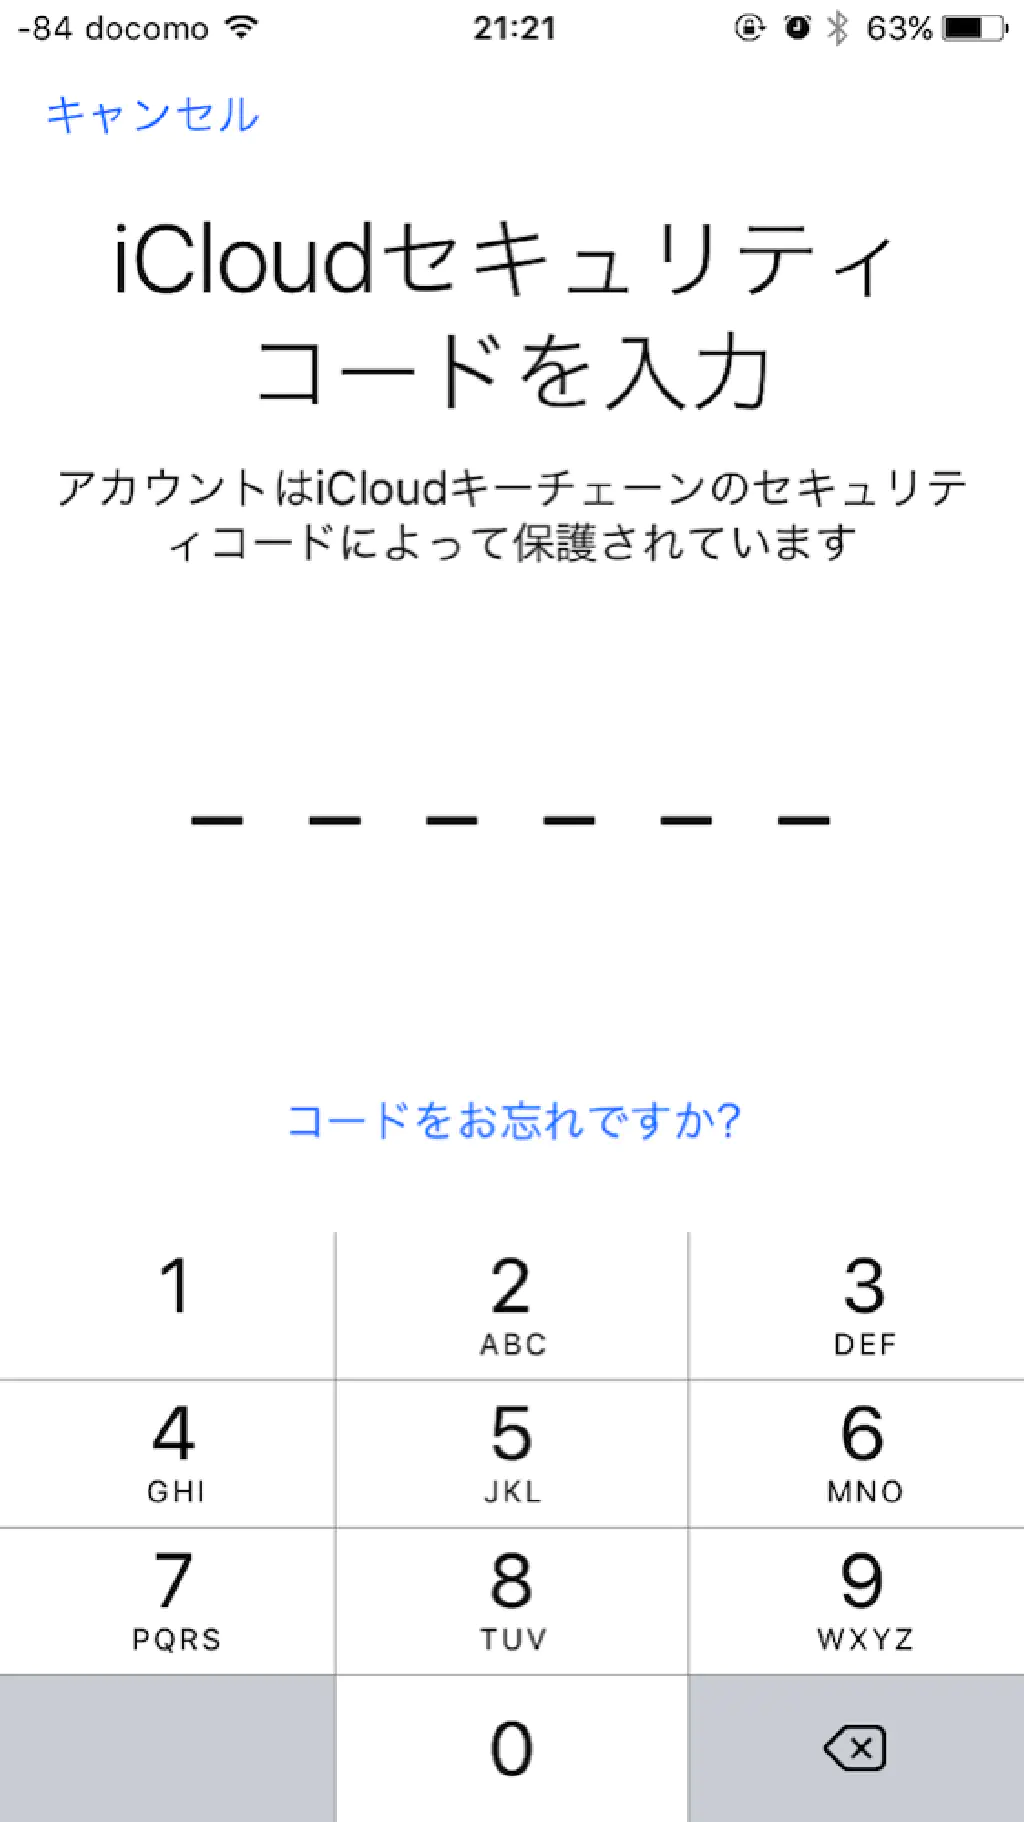 -84 docomo 21:21 63%
キャンセル
iCloudセキュリティ
コードを入力
アカウントはiCloudキーチェーンのセキュリテ
ィコードによって保護されています
コードをお忘れですか?
1 2 3
ABC DEF
4 5 6
GHI JKL MNO
7 8 9
PQRS TUV WXYZ
0